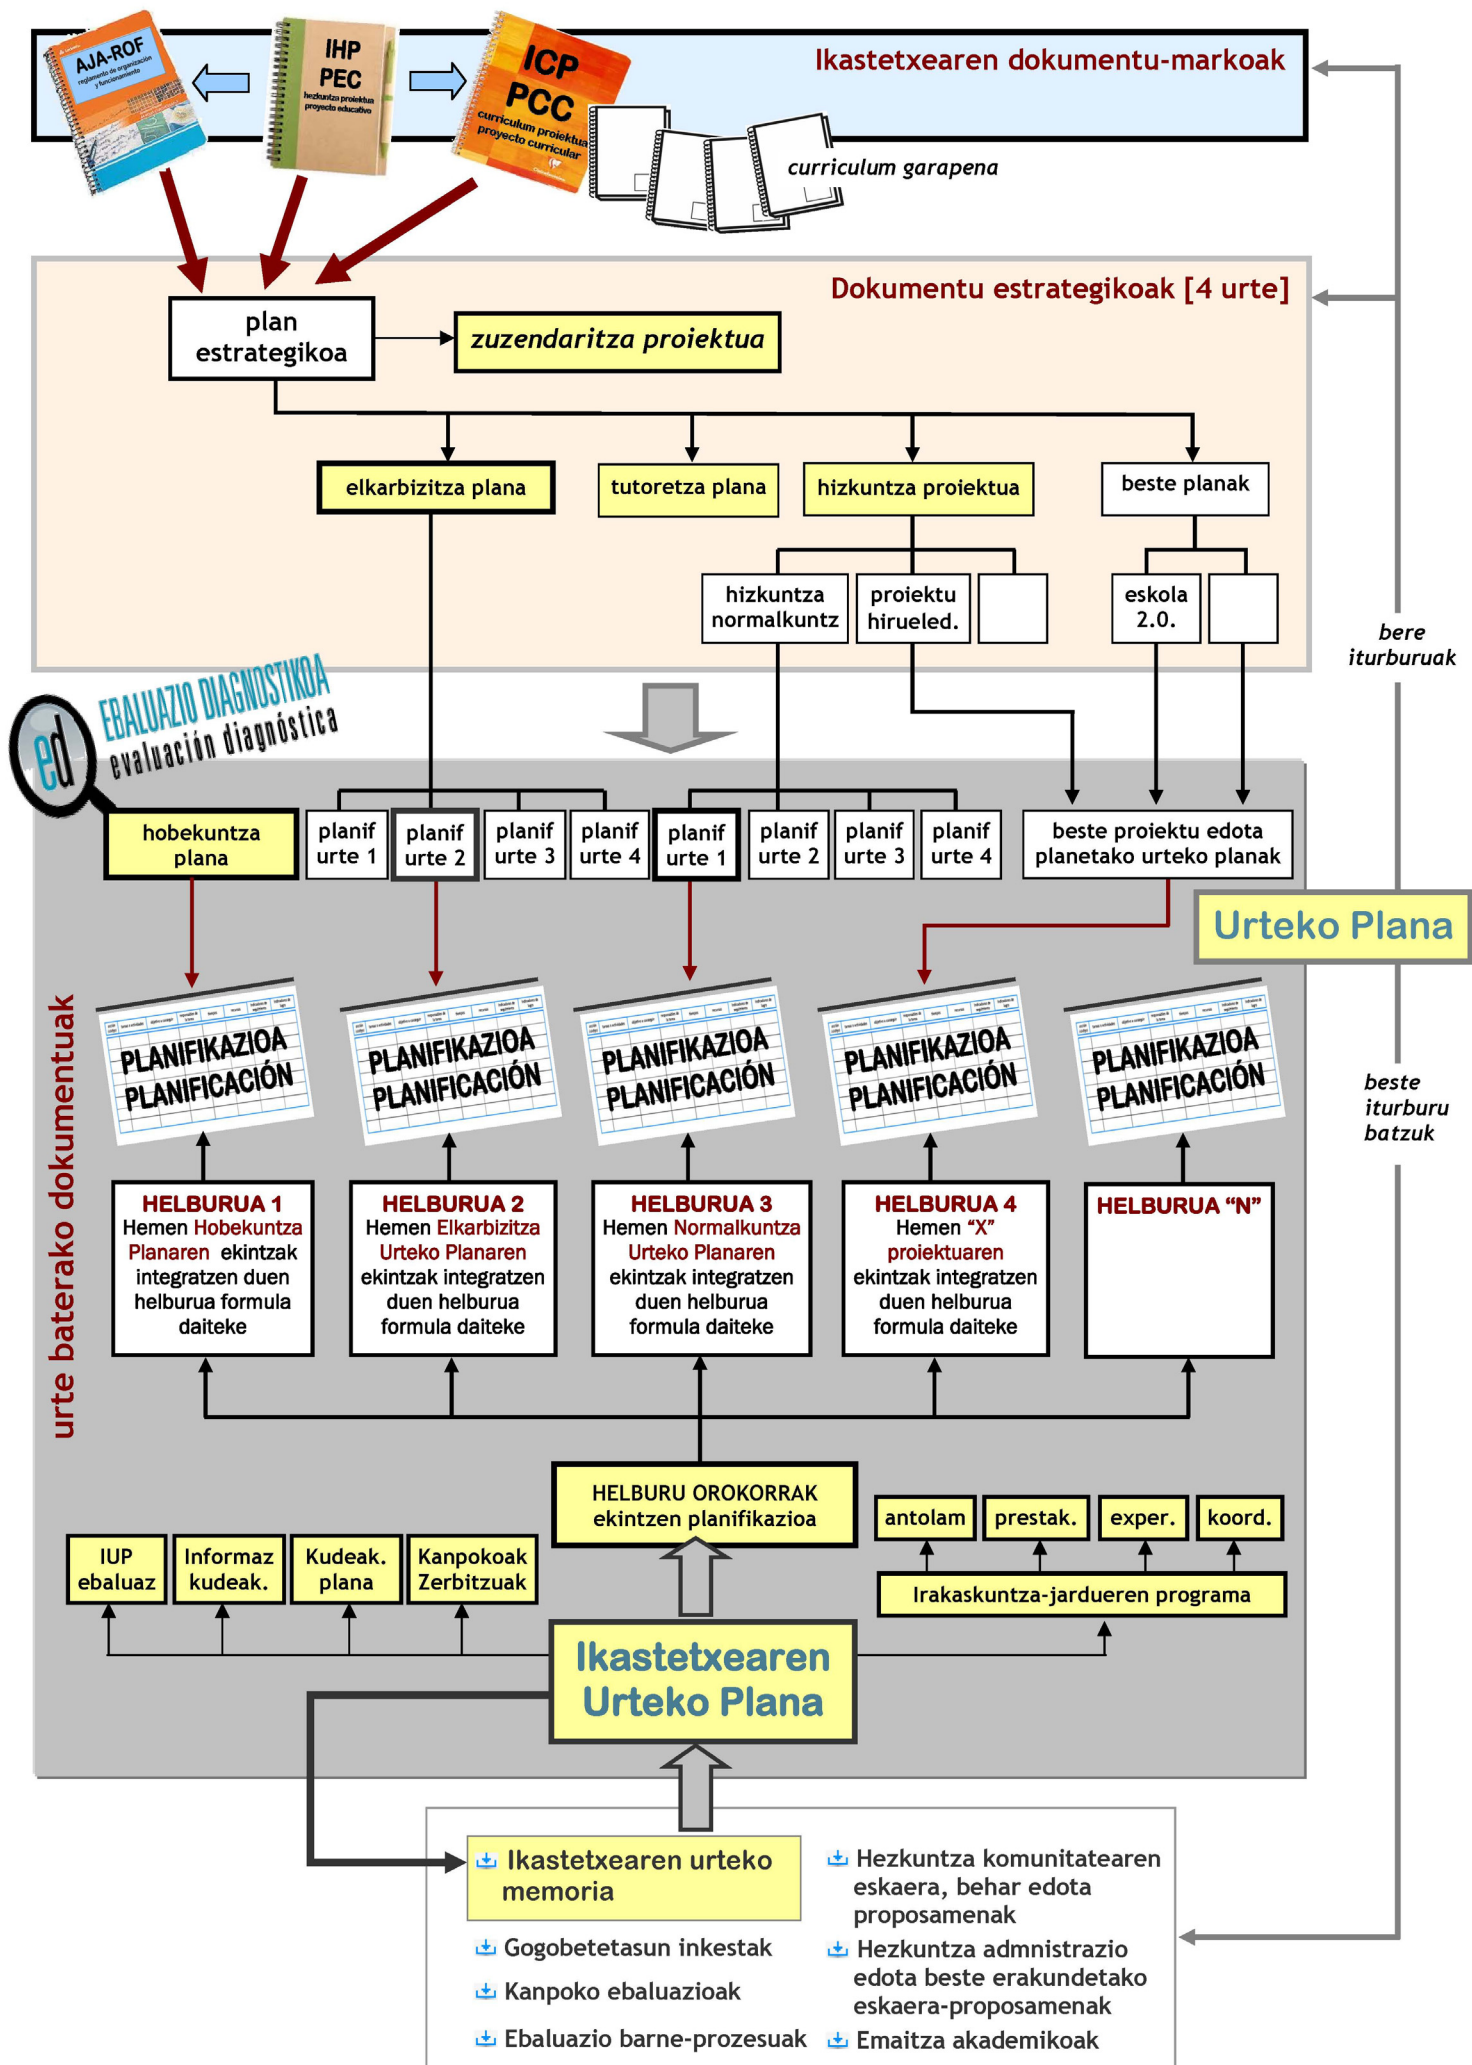 AJA-ROF
reglamento de organización
y funcionamiento
IHP
PEC
hezkuntza proiektua
proyecto educativo
ICP
PCC
curriculum proiektua
proyecto curricular
Ikastetxearen dokumentu-markoak
curriculum garapena
Dokumentu estrategikoak [4 urte]
plan
estrategikoa
zuzendaritza proiektua
elkarbizitza plana
tutoretza plana
hizkuntza proiektua
beste planak
hizkuntza
normalkuntz
proiektu
hirueled.
eskola
2.0.
bere
iturburuak
ed
EBALUAZIO DIAGNOSTIKOA
evaluación diagnóstica
hobekuntza
plana
planif
urte 1
planif
urte 2
planif
urte 3
planif
urte 4
planif
urte 1
planif
urte 2
planif
urte 3
planif
urte 4
beste proiektu edota
planetako urteko planak
Urteko Plana
urte baterako dokumentuak
PLANIFIKAZIOA
PLANIFICACIÓN
PLANIFIKAZIOA
PLANIFICACIÓN
PLANIFIKAZIOA
PLANIFICACIÓN
PLANIFIKAZIOA
PLANIFICACIÓN
PLANIFIKAZIOA
PLANIFICACIÓN
beste
iturburu
batzuk
HELBURUA 1
Hemen Hobekuntza
Planaren ekintzak
integratzen duen
helburua formula
daiteke
HELBURUA 2
Hemen Elkarbizitza
Urteko Planaren
ekintzak integratzen
duen helburua
formula daiteke
HELBURUA 3
Hemen Normalkuntza
Urteko Planaren
ekintzak integratzen
duen helburua
formula daiteke
HELBURUA 4
Hemen “X”
proiektuaren
ekintzak integratzen
duen helburua
formula daiteke
HELBURUA “N”
HELBURU OROKORRAK
ekintzen planifikazioa
antolam
prestak.
exper.
koord.
IUP
ebaluaz
Informaz
kudeak.
Kudeak.
plana
Kanpokoak
Zerbitzuak
Irakaskuntza-jardueren programa
Ikastetxearen
Urteko Plana
Ikastetxearen urteko
memoria
Gogobetetasun inkestak
Kanpoko ebaluazioak
Ebaluazio barne-prozesuak
Hezkuntza komunitatearen
eskaera, behar edota
proposamenak
Hezkuntza admnistrazio
edota beste erakundetako
eskaera-proposamenak
Emaitza akademikoak